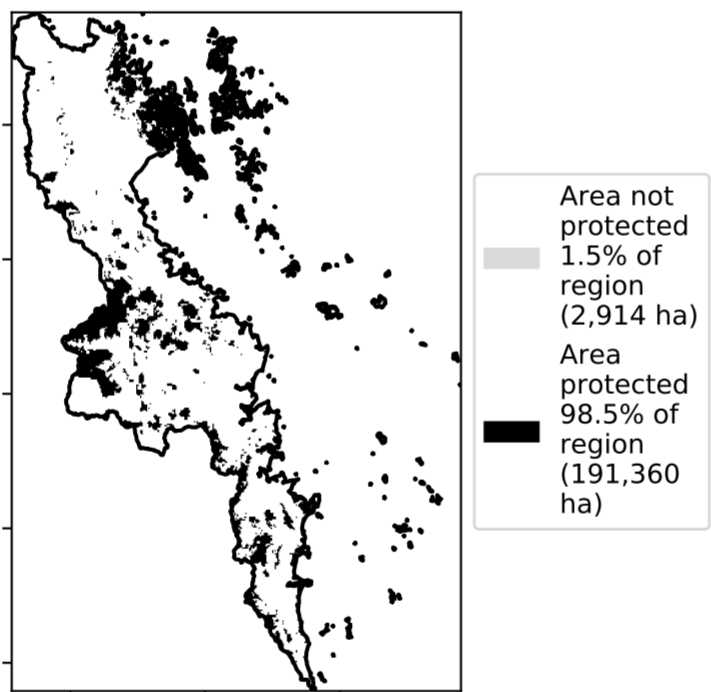 Area not
protected
1.5% of
region
(2,914 ha)
Area
protected
98.5% of
region
(191,360
ha)